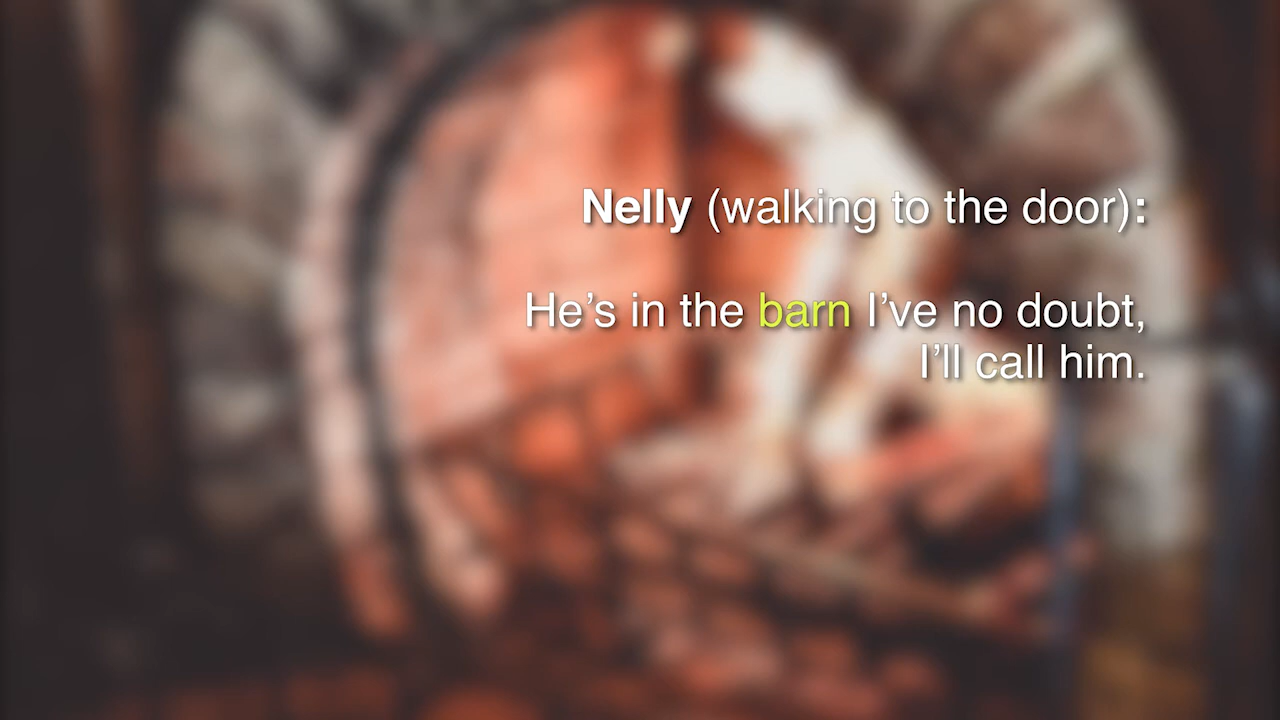 Nelly (walking to the door):
He’s in the barn I’ve no doubt,
I’ll call him.